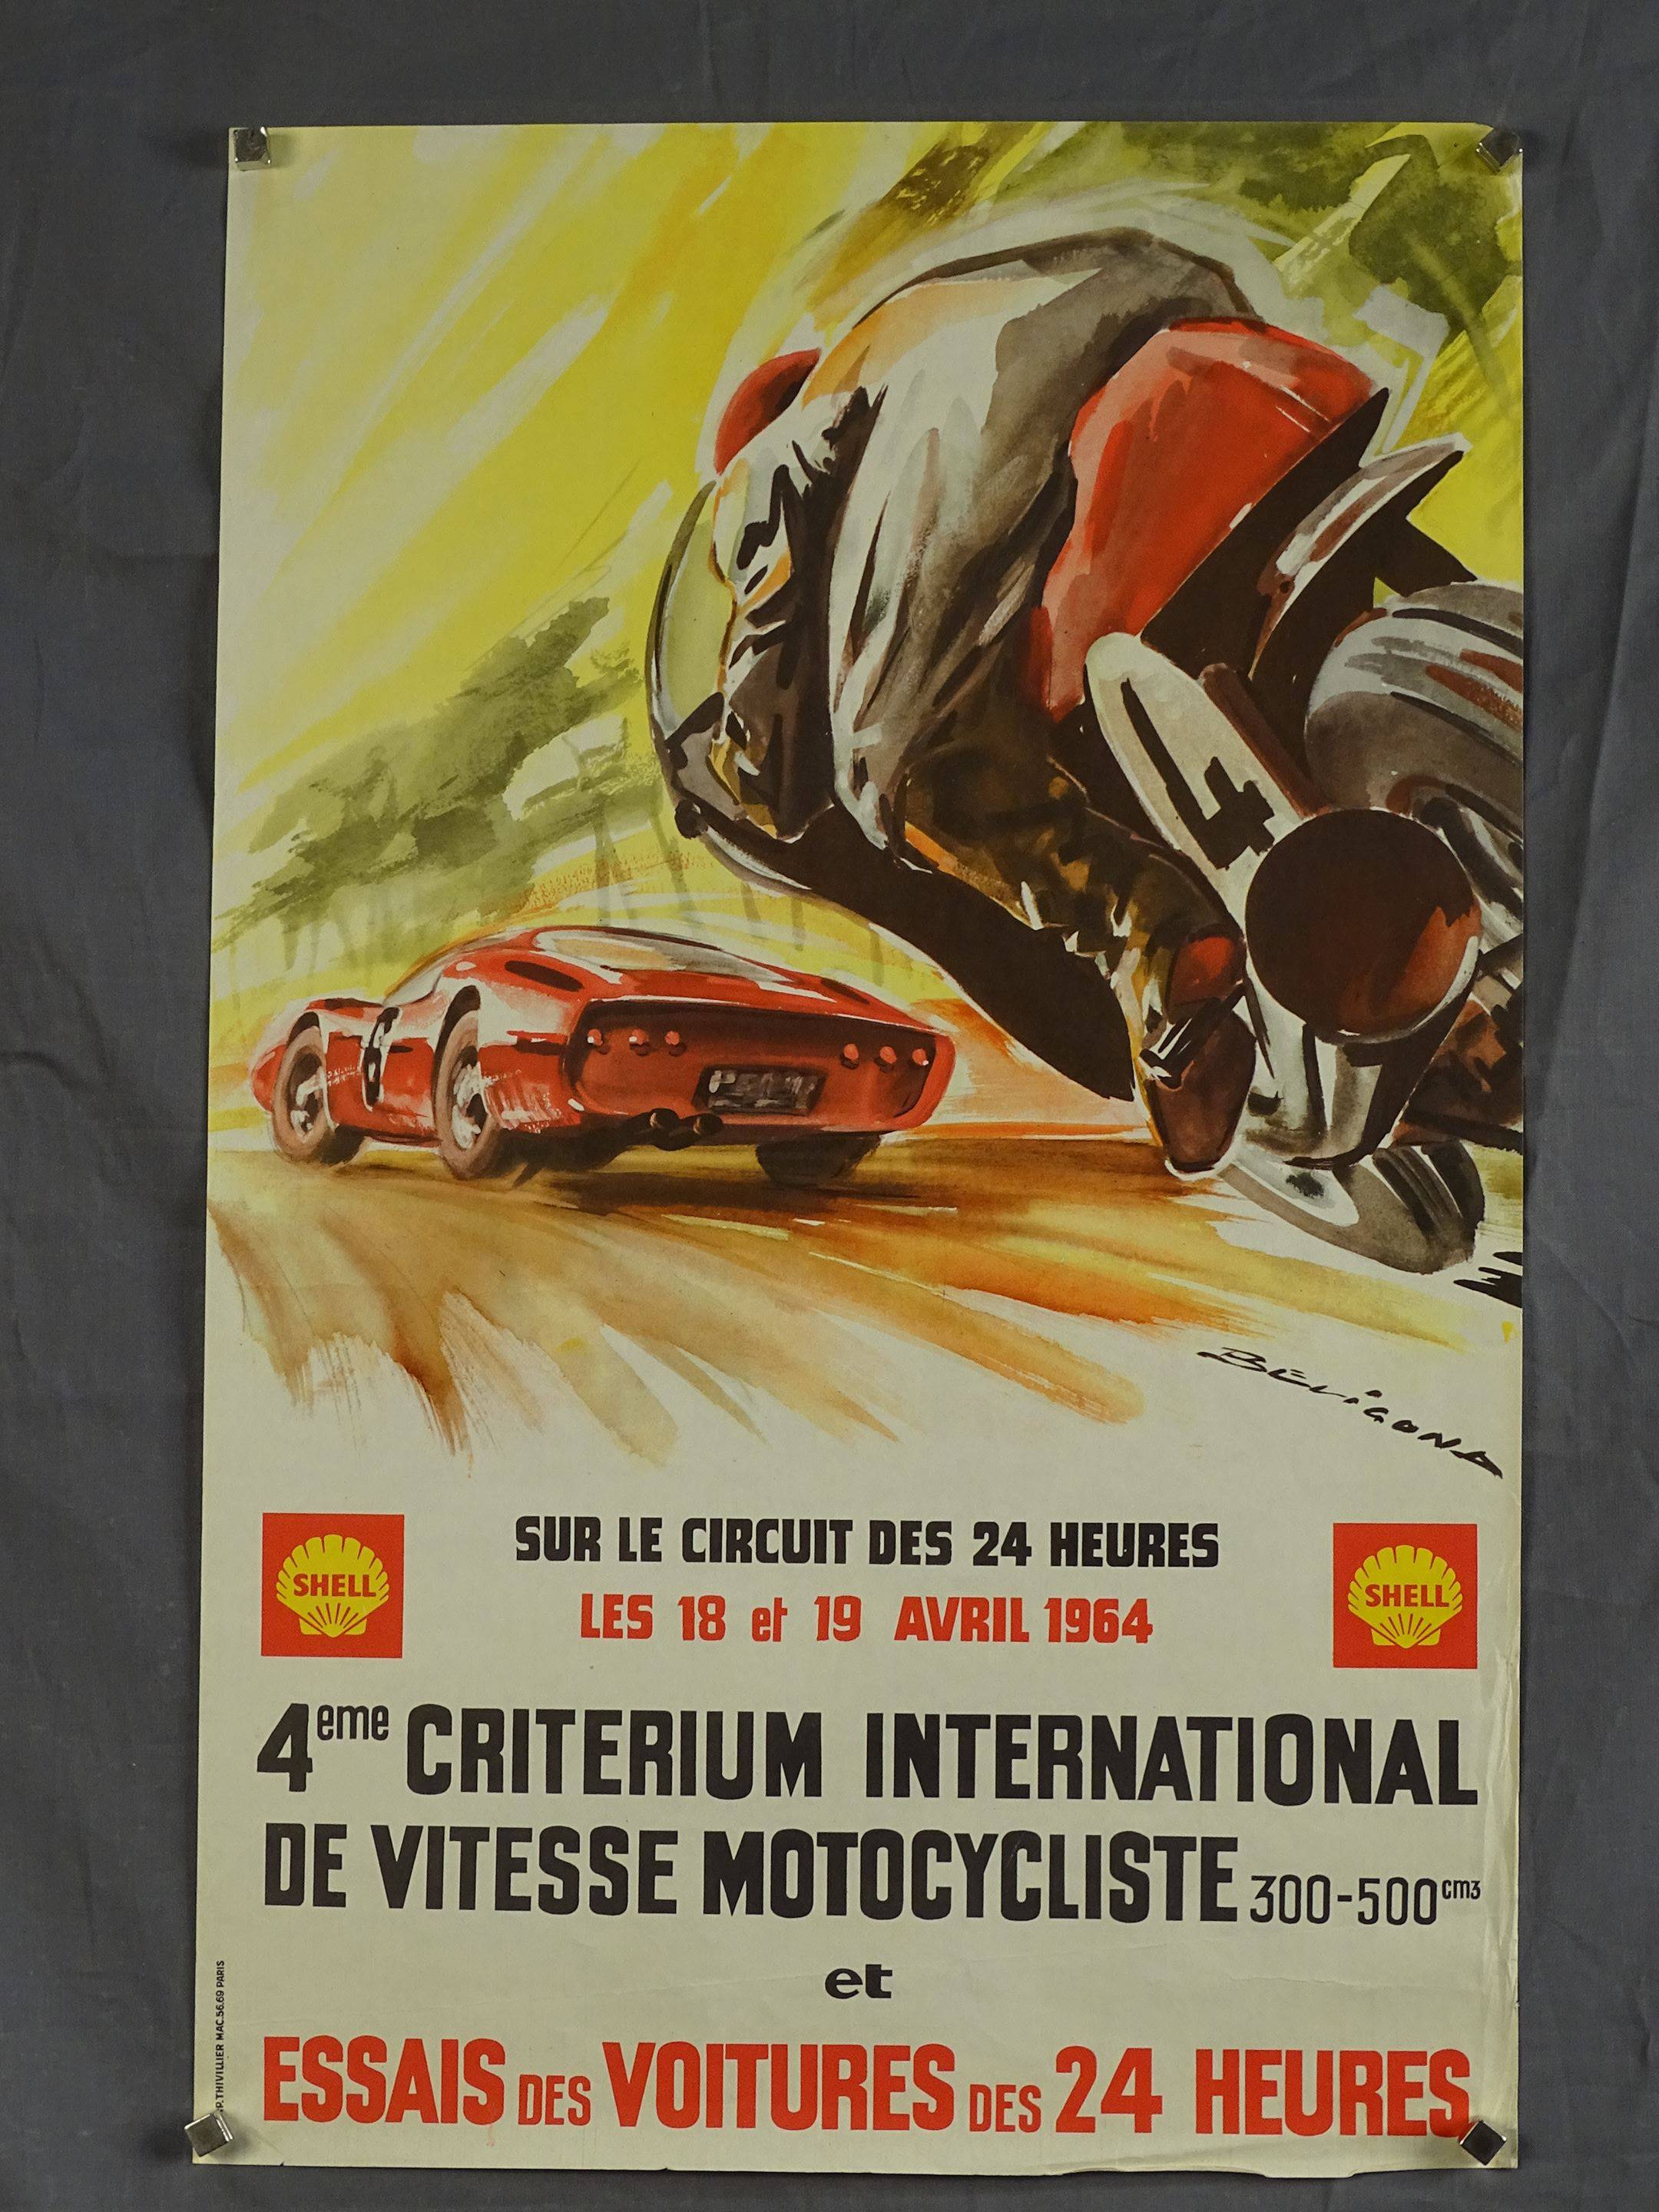 4
6
BELIGOND
SUR LE CIRCUIT DES 24 HEURES
LES 18 et 19 AVRIL 1964
SHELL
SHELL
4eme CRITERIUM INTERNATIONAL
DE VITESSE MOTOCYCLISTE 300-500 cm3
et
ESSAIS DES VOITURES DES 24 HEURES
P. THIVILLIER MAC.56.69 PARIS